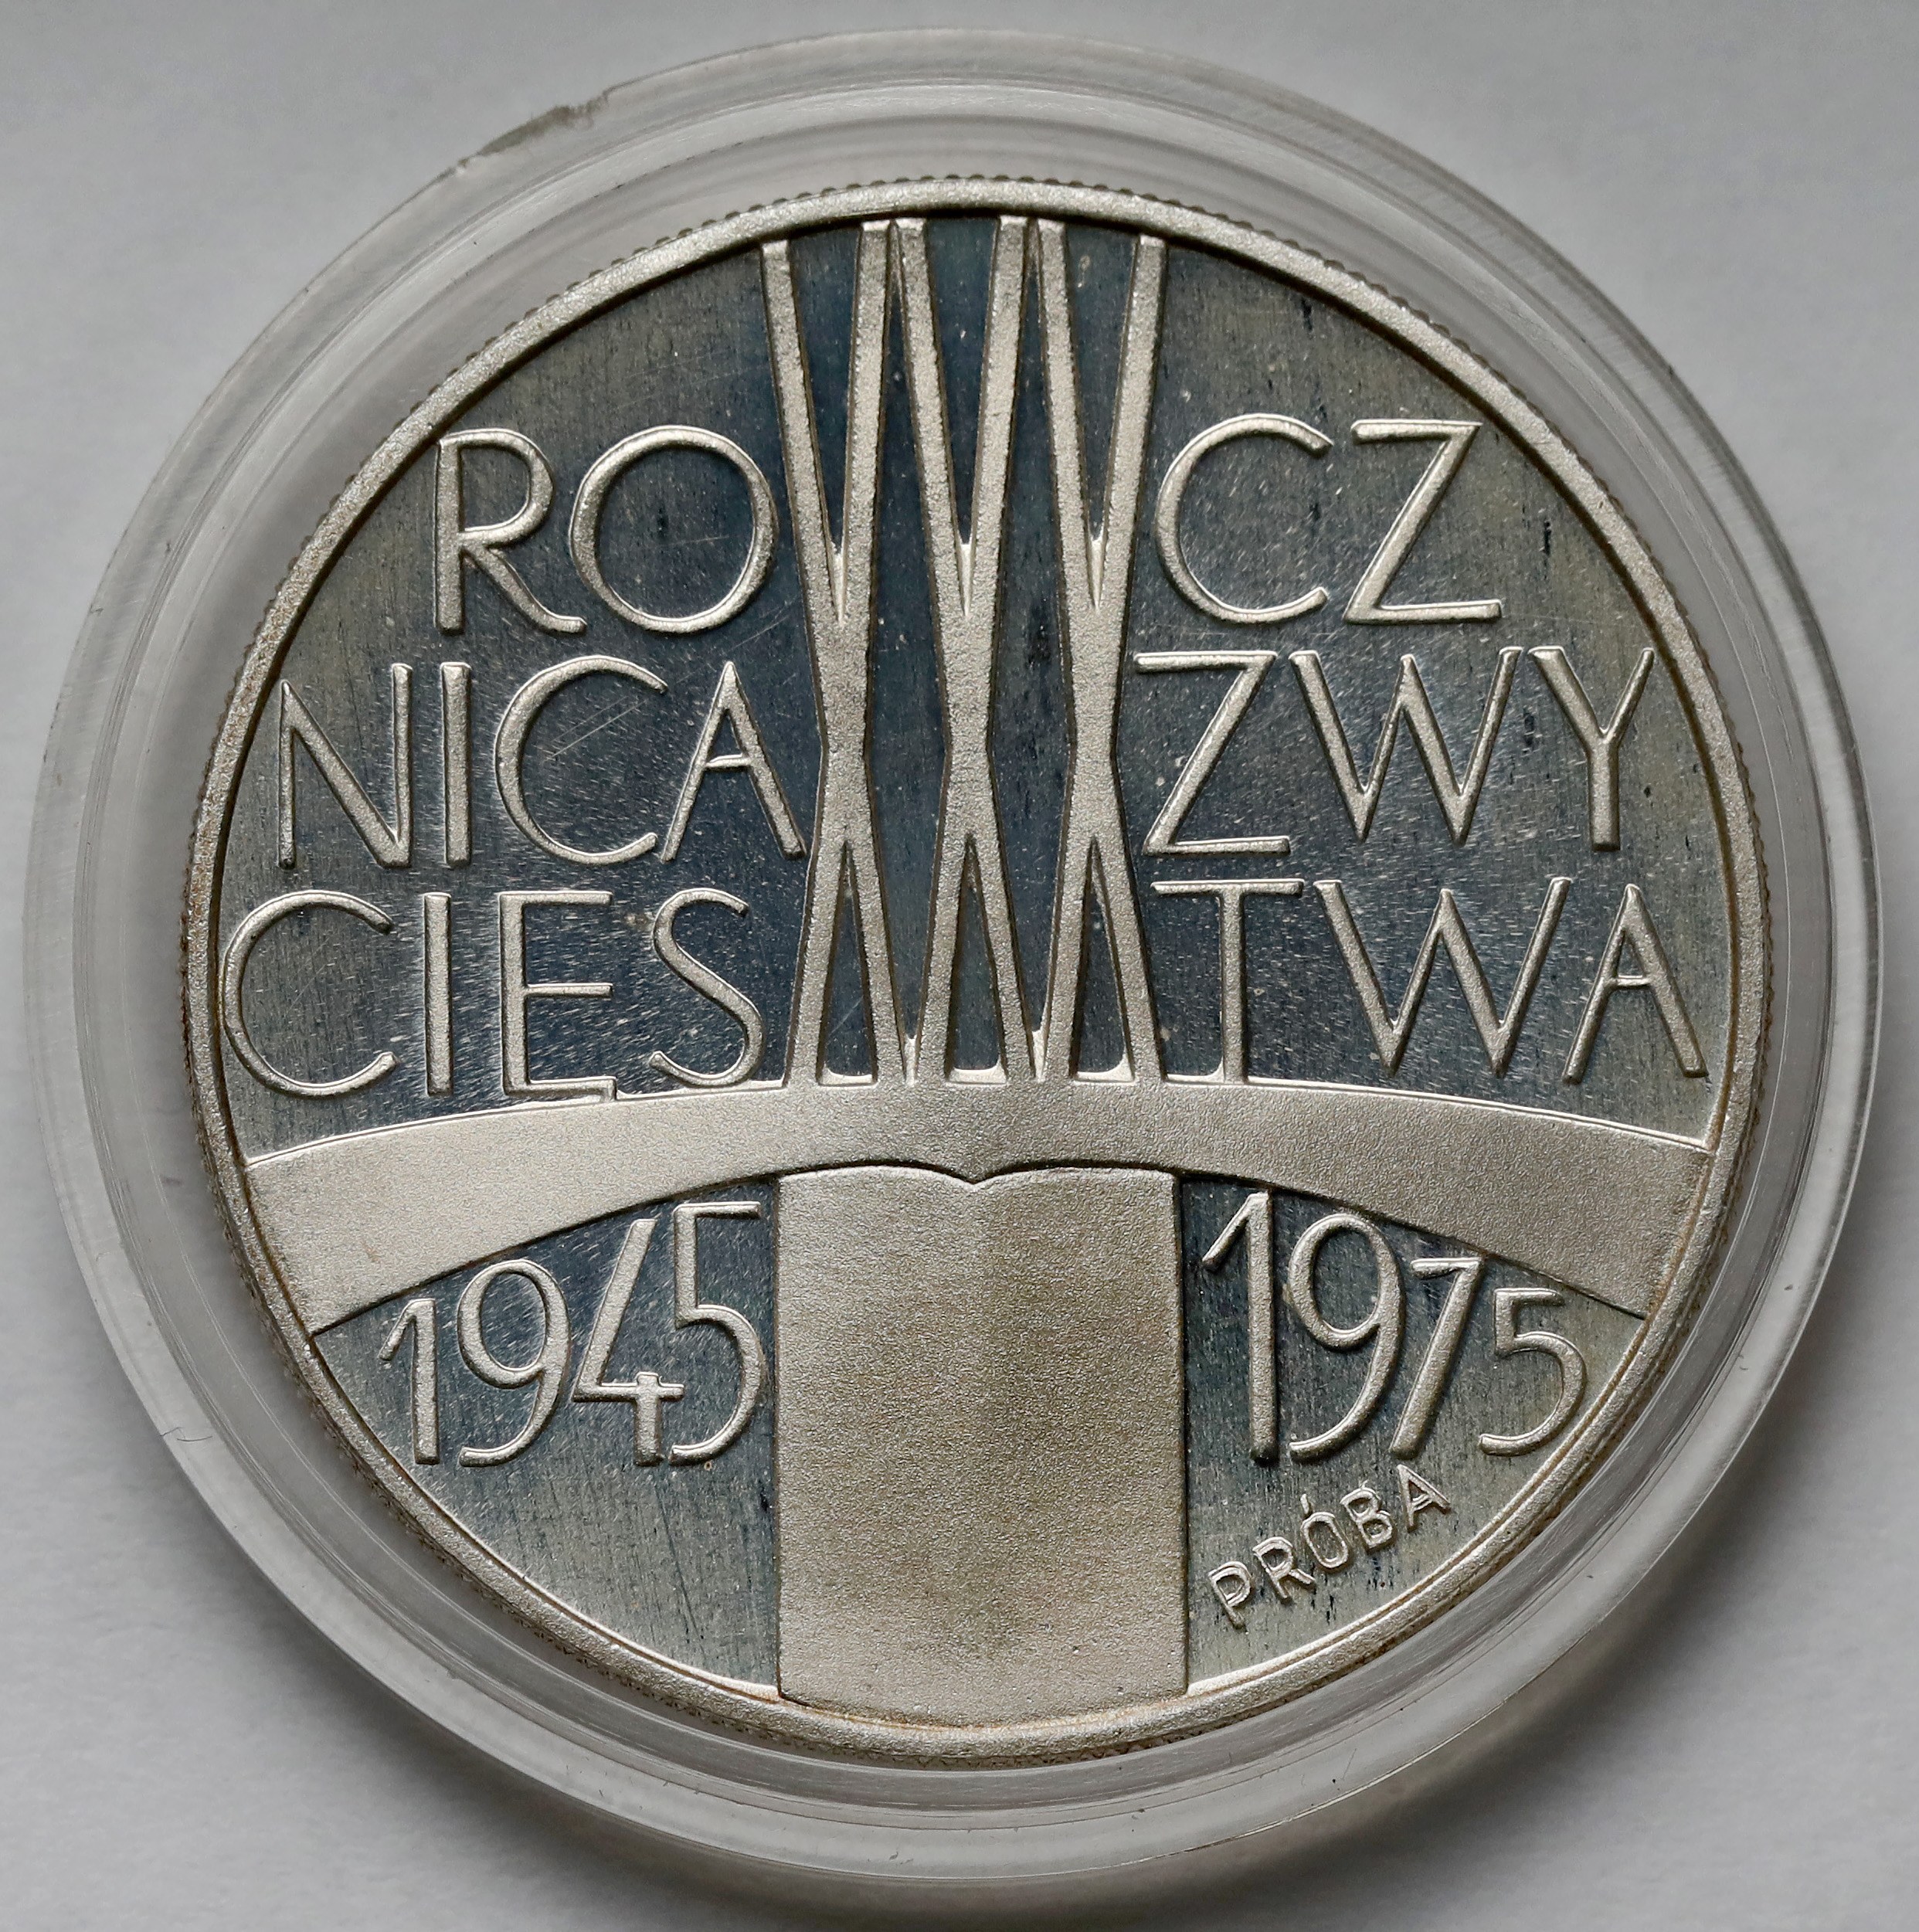 XXX
RO CZ
NICA ZWY
CIĘS TWA
1945 1975
PRÓBA